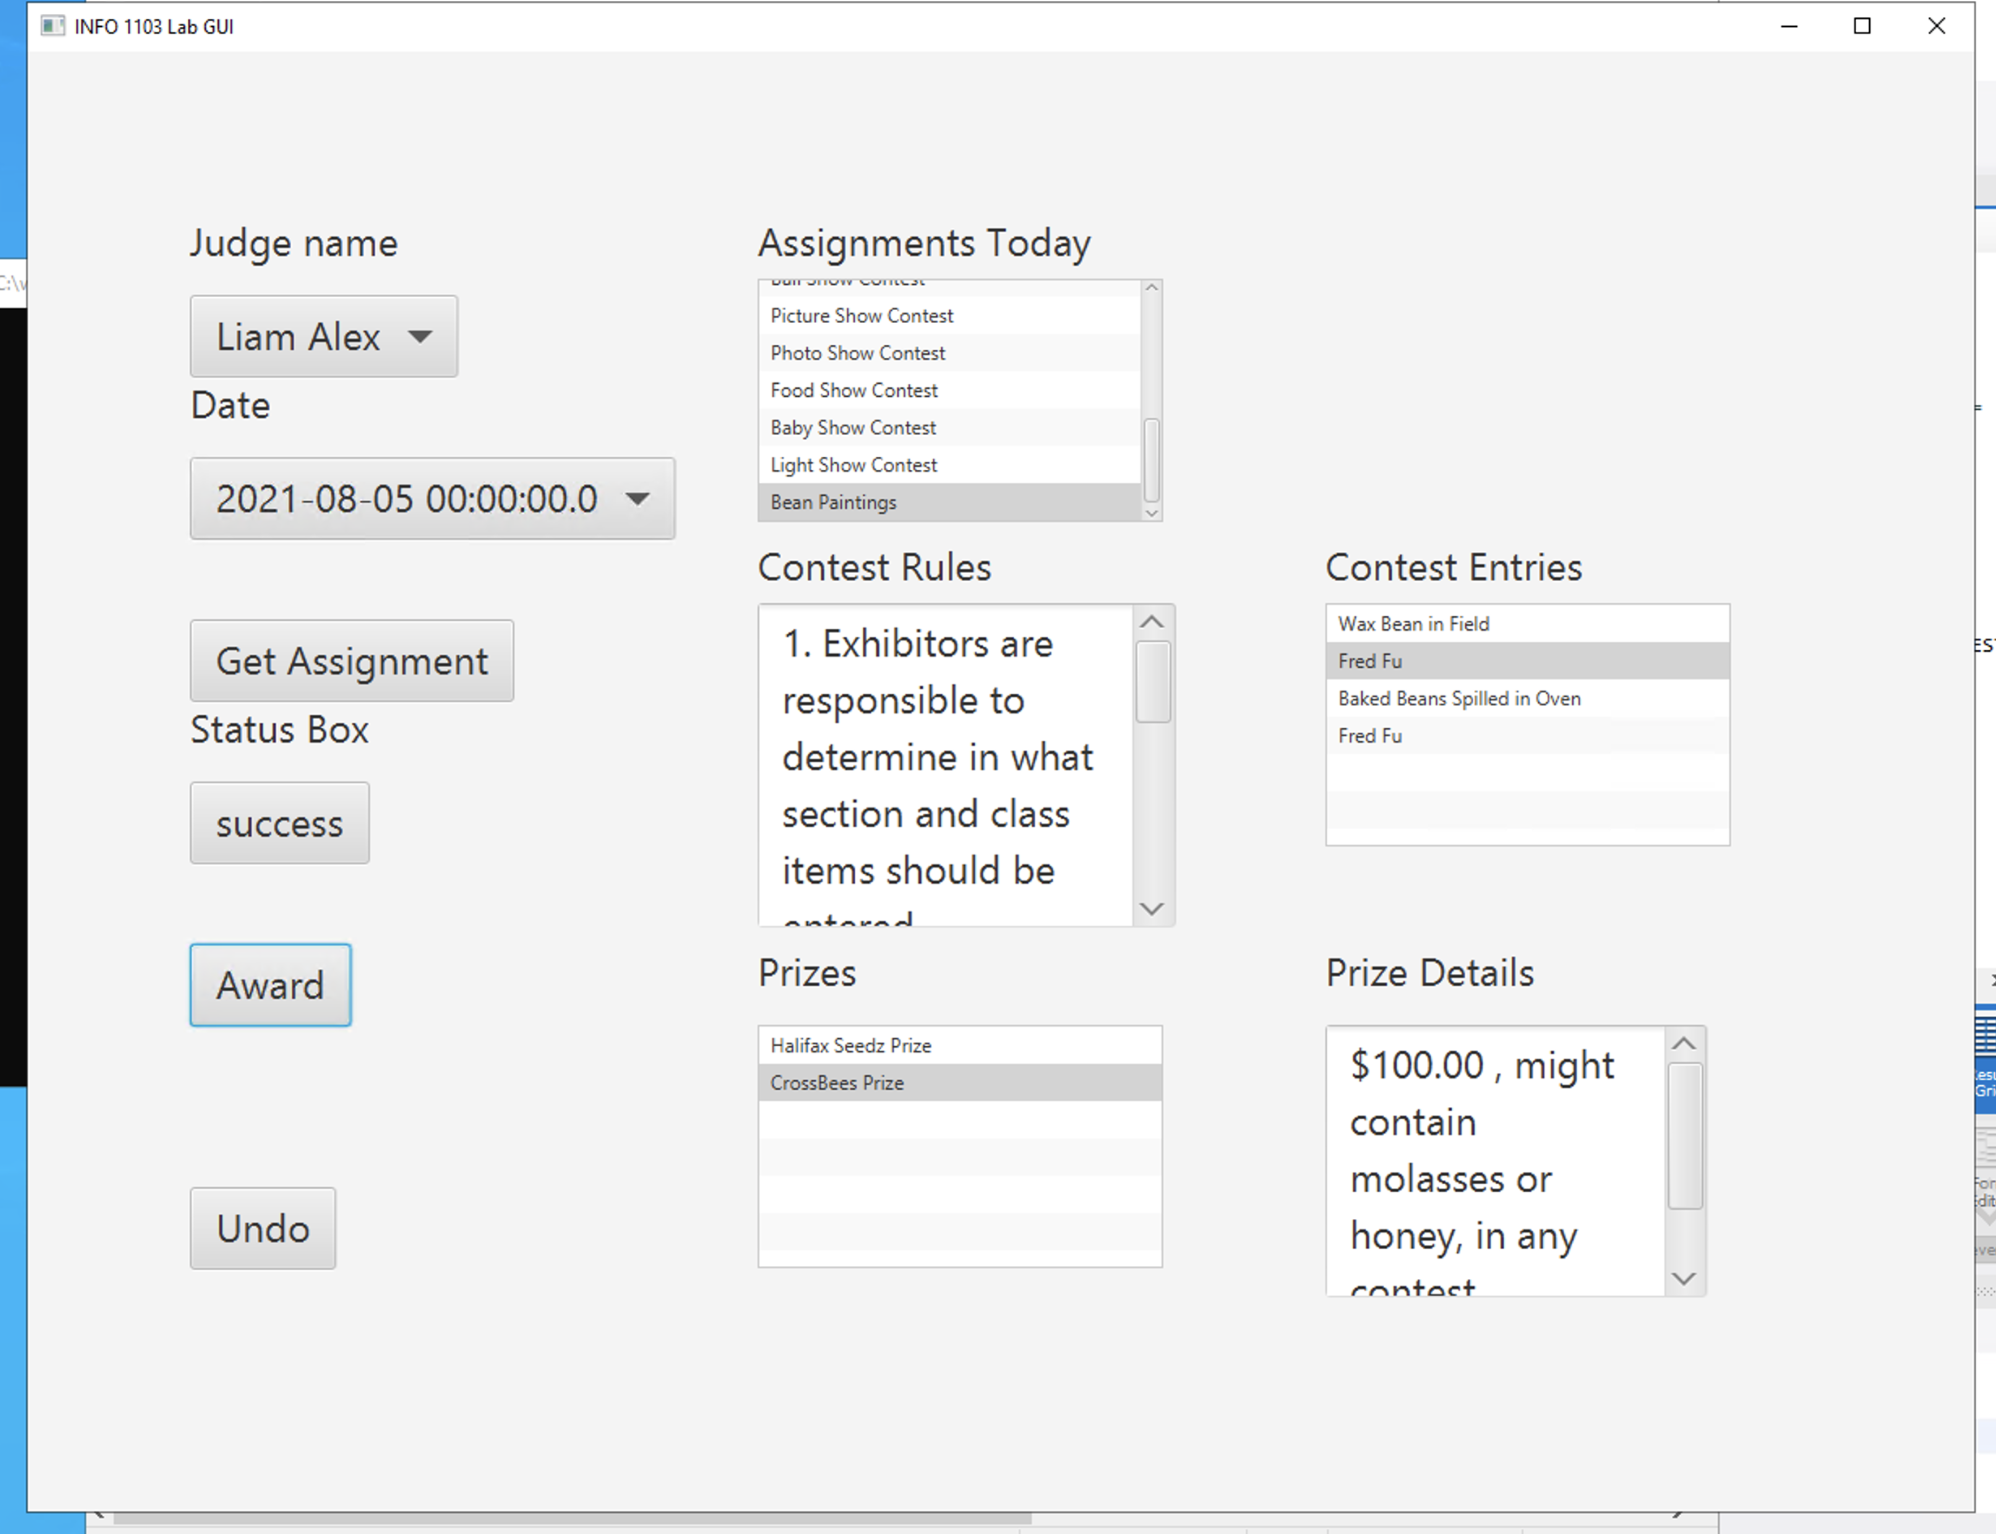 INFO 1103 Lab GUI
Judge name
Liam Alex
Date
2021-08-05 00:00:00.0
Get Assignment
Status Box
success
Award
Undo
Assignments Today
Show Contest
Picture Show Contest
Photo Show Contest
Food Show Contest
Baby Show Contest
Light Show Contest
Bean Paintings
Contest Rules
1. Exhibitors are
responsible to
determine in what
section and class
items should be
entered
Contest Entries
Wax Bean in Field
Fred Fu
Baked Beans Spilled in Oven
Fred Fu
Prizes
Halifax Seedz Prize
CrossBees Prize
Prize Details
$100.00 , might
contain
molasses or
honey, in any
contest